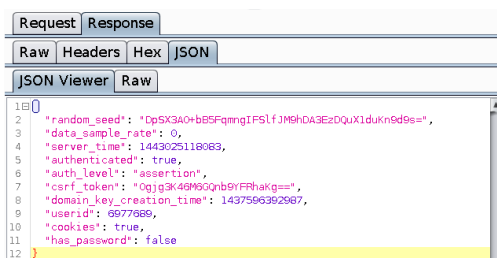 Request Response
Raw Headers Hex JSON
JSON Viewer Raw
1 {
2 "random_seed": "DpSX3AO+bB5FqmngIFSlfJM9hDA3EzDQuX1duKn9d9s=",
3 "data_sample_rate": 0,
4 "server_time": 1443025118083,
5 "authenticated": true,
6 "auth_level": "assertion",
7 "csrf_token": "Ogjg3K46M6GQnb9YFRhaKg==",
8 "domain_key_creation_time": 1437596392987,
9 "userid": 6977689,
10 "cookies": true,
11 "has_password": false
12 }